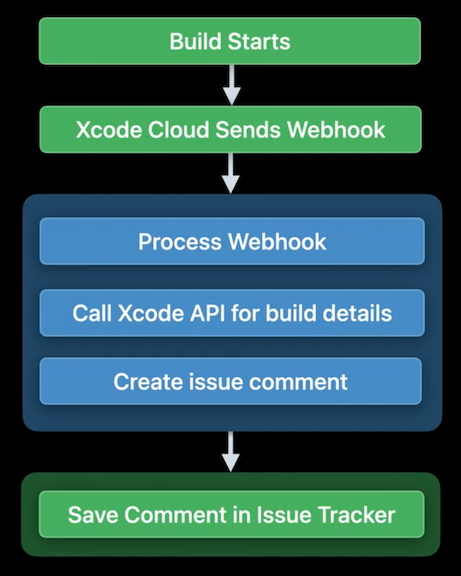 Build Starts
Xcode Cloud Sends Webhook
Process Webhook
Call Xcode API for build details
Create issue comment
Save Comment in Issue Tracker